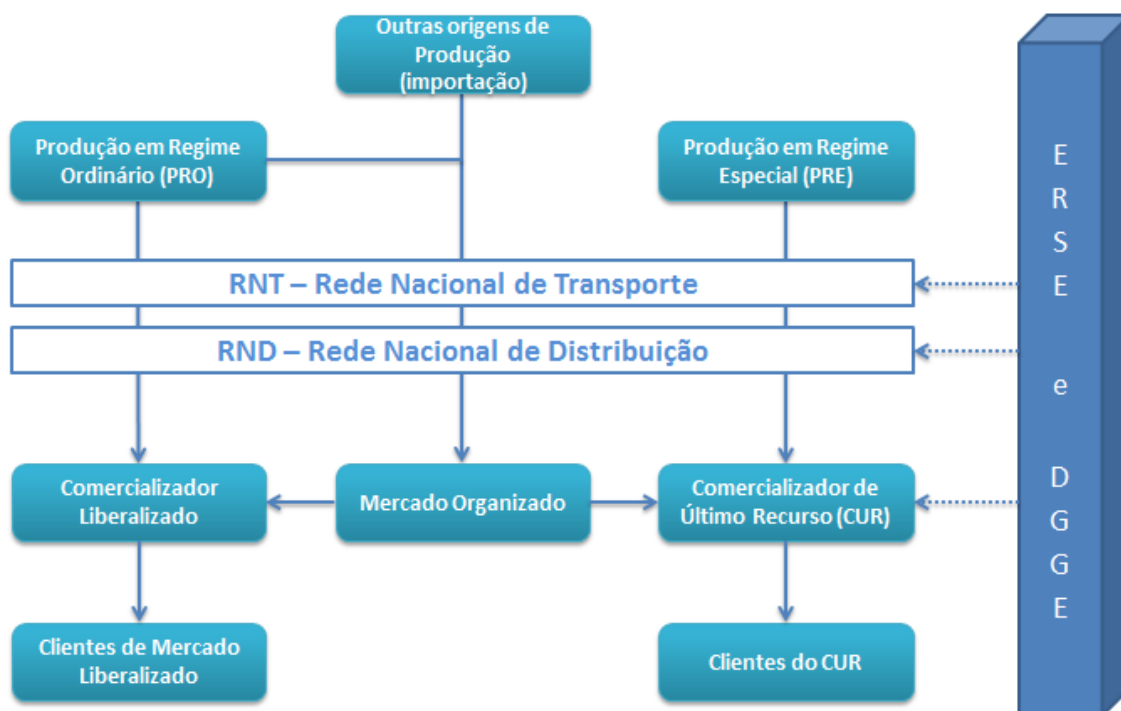 Outras origens de
Produção
(importação)
Produção em Regime
Ordinário (PRO)
Produção em Regime
Especial (PRE)
RNT – Rede Nacional de Transporte
RND – Rede Nacional de Distribuição
Comercializador
Liberalizado
Mercado Organizado
Comercializador de
Último Recurso (CUR)
Clientes de Mercado
Liberalizado
Clientes do CUR
E
R
S
E
e
D
G
G
E